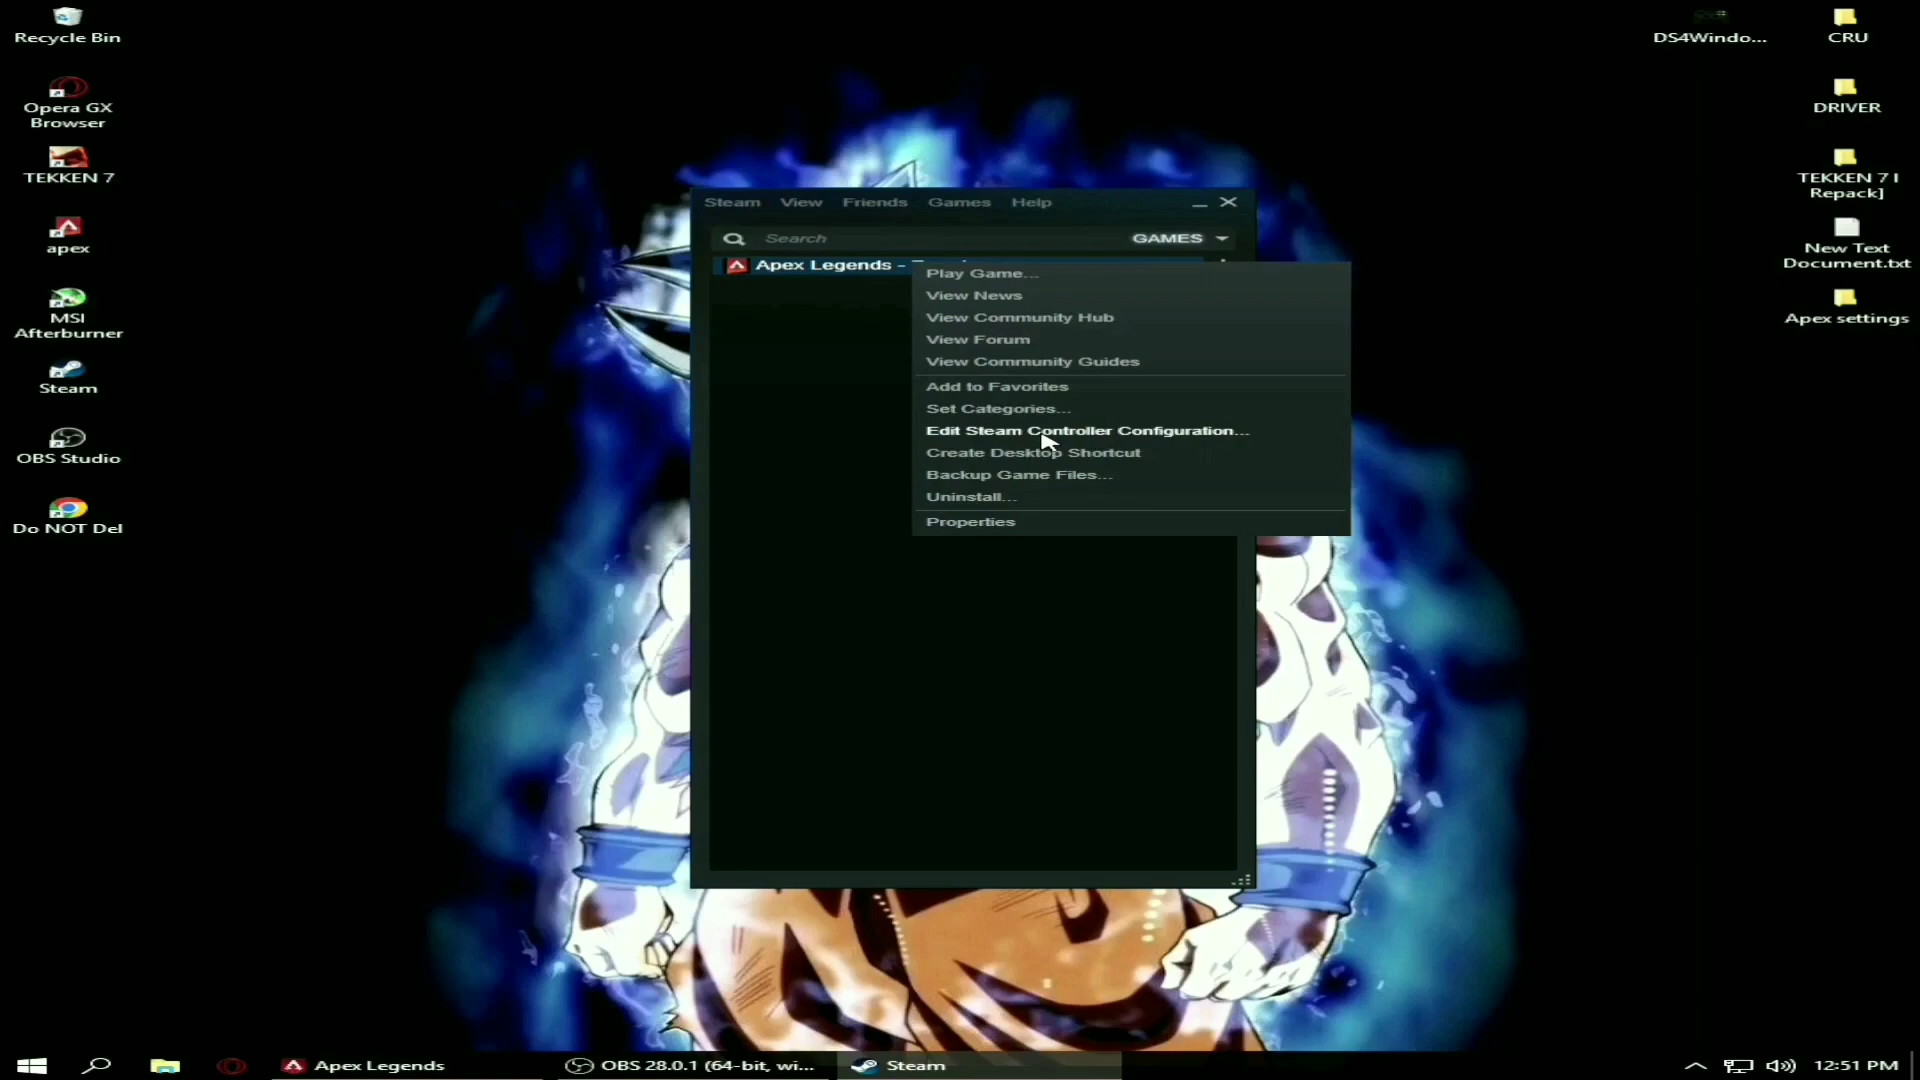 Recycle Bin
Opera GX
Browser
TEKKEN 7
apex
MSI
Afterburner
Steam
OBS Studio
Do NOT Del
Steam View Friends Games Help
Search GAMES
Apex Legends -
Play Game...
View News
View Community Hub
View Forum
View Community Guides
Add to Favorites
Set Categories...
Edit Steam Controller Configuration...
Create Desktop Shortcut
Backup Game Files...
Uninstall...
Properties
DS4Windo...
CRU
DRIVER
TEKKEN 7 I
Repack]
New Text
Document.txt
Apex settings
Apex Legends
OBS 28.0.1 (64-bit, wi...
Steam
12:51 PM